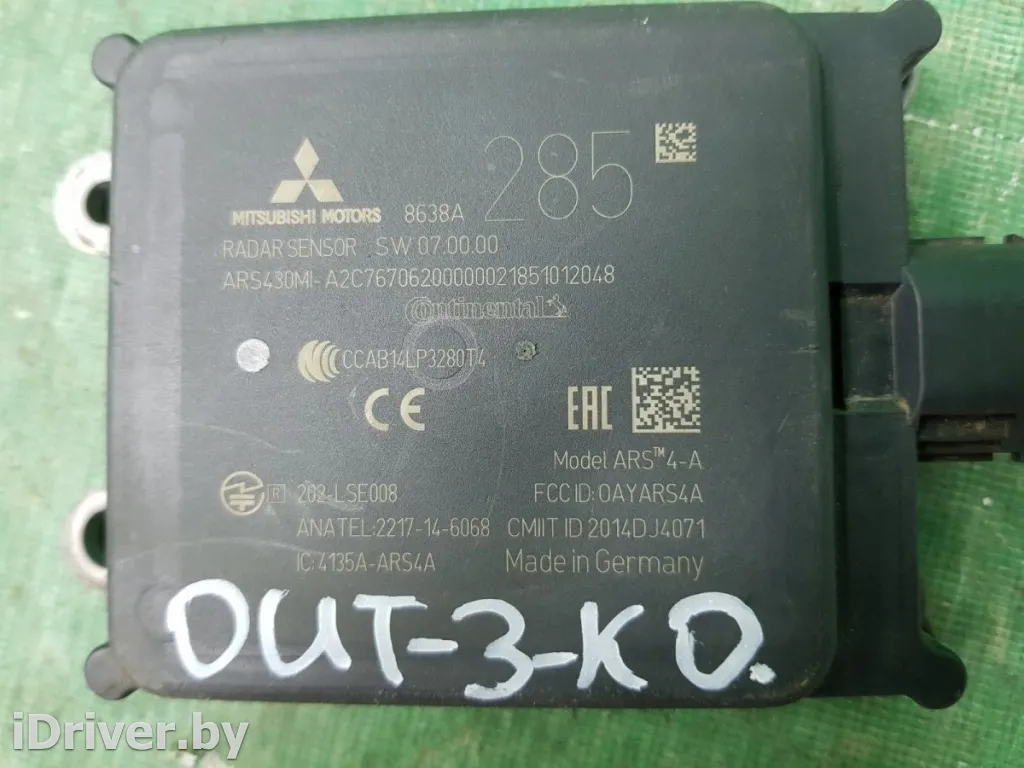 MITSUBISHI MOTORS 8638A 285
RADAR SENSOR SW 07.00.00
ARS430MI- A2C7670620000021851012048
Continental
CCAB14LP3280T4
CE EAC
Model ARS™4-A
R 202-LSE008 FCC ID: OAYARS4A
ANATEL:2217-14-6068 CMIIT ID 2014DJ4071
IC: 4135A-ARS4A Made in Germany
OUT-3-KO.
iDriver.by